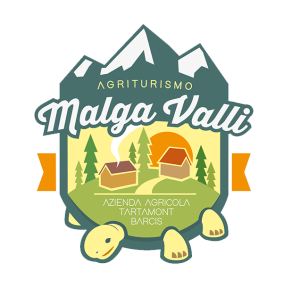 AGRITURISMO
Malga Valli
AZIENDA AGRICOLA
TARTAMONT
BARCIS